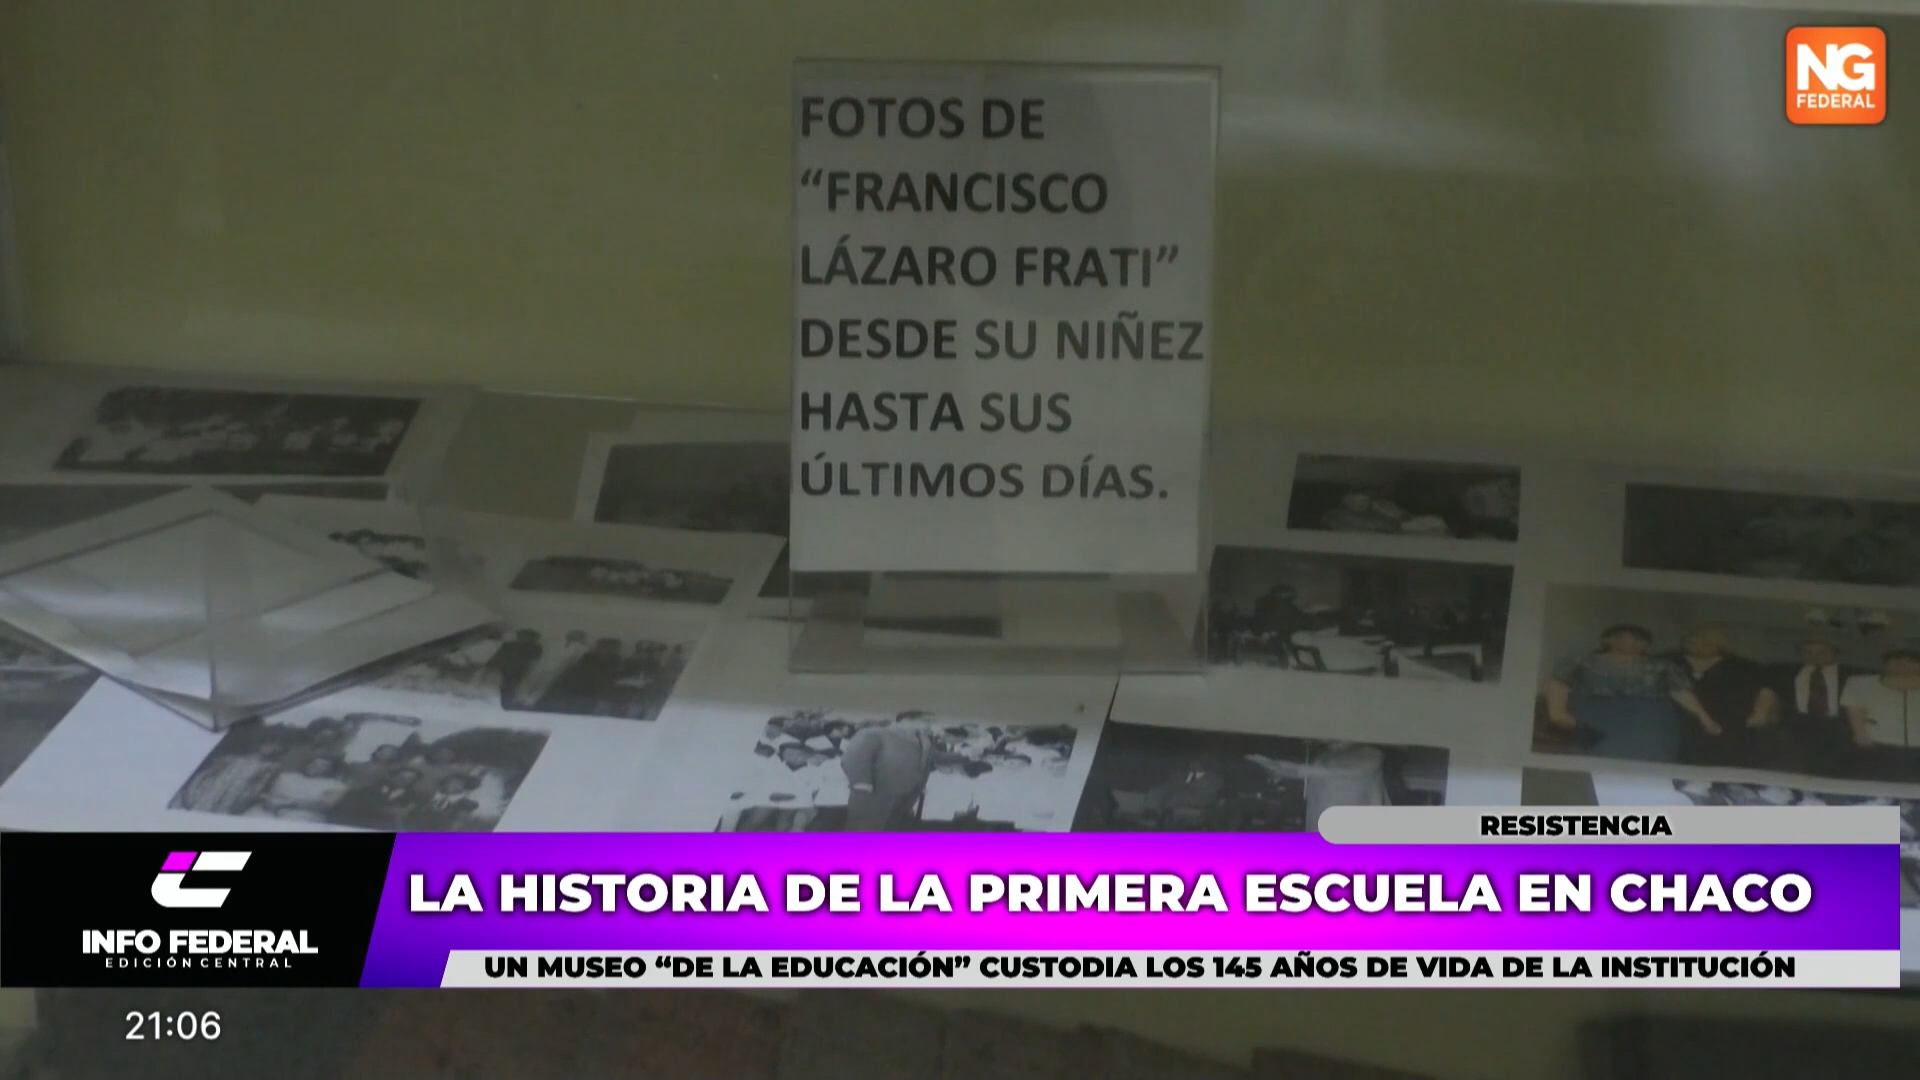 NG
FEDERAL
FOTOS DE
“FRANCISCO
LÁZARO FRATI”
DESDE SU NIÑEZ
HASTA SUS
ÚLTIMOS DÍAS.
RESISTENCIA
LA HISTORIA DE LA PRIMERA ESCUELA EN CHACO
INFO FEDERAL
EDICIÓN CENTRAL
UN MUSEO “DE LA EDUCACIÓN” CUSTODIA LOS 145 AÑOS DE VIDA DE LA INSTITUCIÓN
21:06